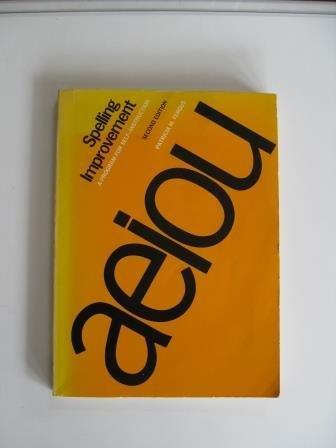 Spelling
Improvement
A PROGRAM FOR SELF-INSTRUCTION
SECOND EDITION
PATRICIA M. FERGUS
aeiou